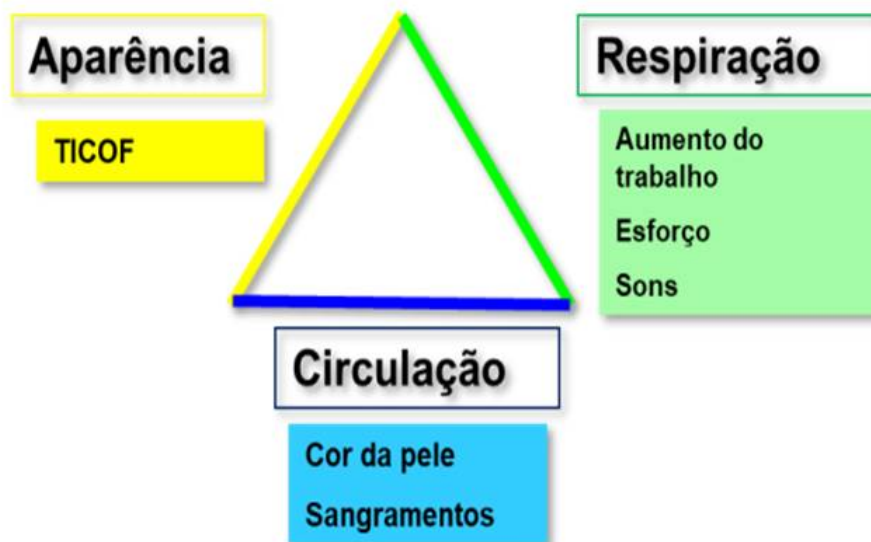 Aparência
TICOF
Respiração
Aumento do
trabalho
Esforço
Sons
Circulação
Cor da pele
Sangramentos